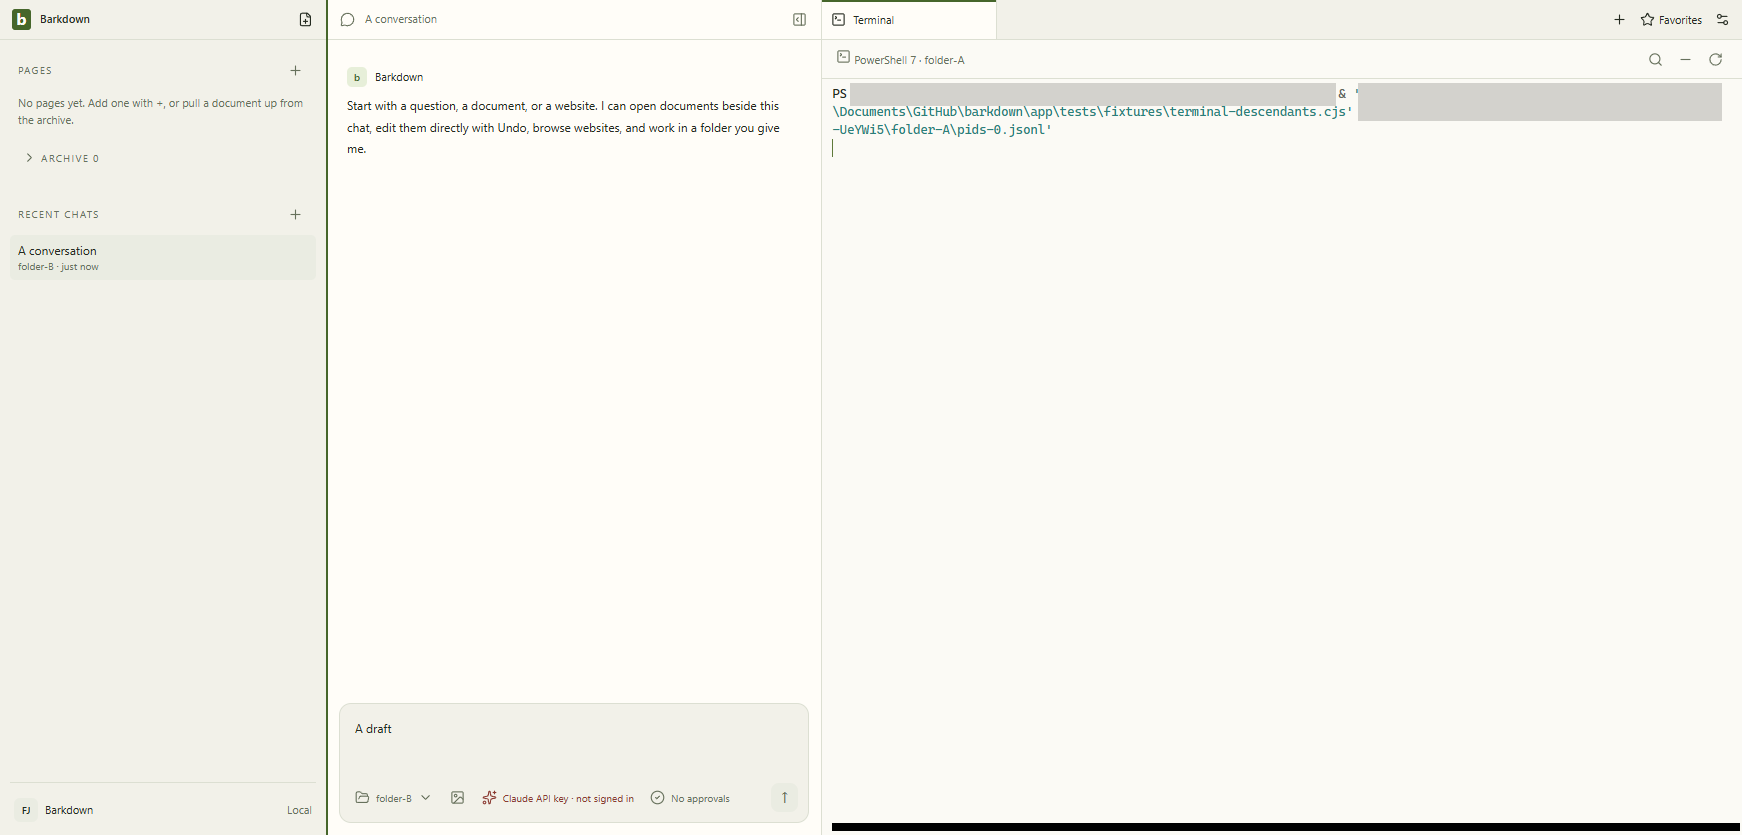 b Barkdown
PAGES
No pages yet. Add one with +, or pull a document up from
the archive.
ARCHIVE 0
RECENT CHATS
A conversation
folder-B · just now
FJ Barkdown Local
A conversation
b Barkdown
Start with a question, a document, or a website. I can open documents beside this
chat, edit them directly with Undo, browse websites, and work in a folder you give
me.
A draft
folder-B Claude API key · not signed in No approvals
Terminal
Favorites
PowerShell 7 · folder-A
PS & '
\Documents\GitHub\barkdown\app\tests\fixtures\terminal-descendants.cjs'
-UeYWi5\folder-A\pids-0.jsonl'